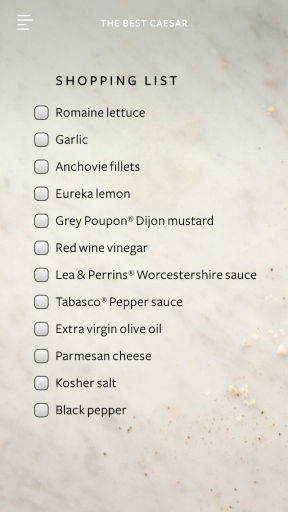 THE BEST CAESAR
SHOPPING LIST
Romaine lettuce
Garlic
Anchovie fillets
Eureka lemon
Grey Poupon® Dijon mustard
Red wine vinegar
Lea & Perrins® Worcestershire sauce
Tabasco® Pepper sauce
Extra virgin olive oil
Parmesan cheese
Kosher salt
Black pepper